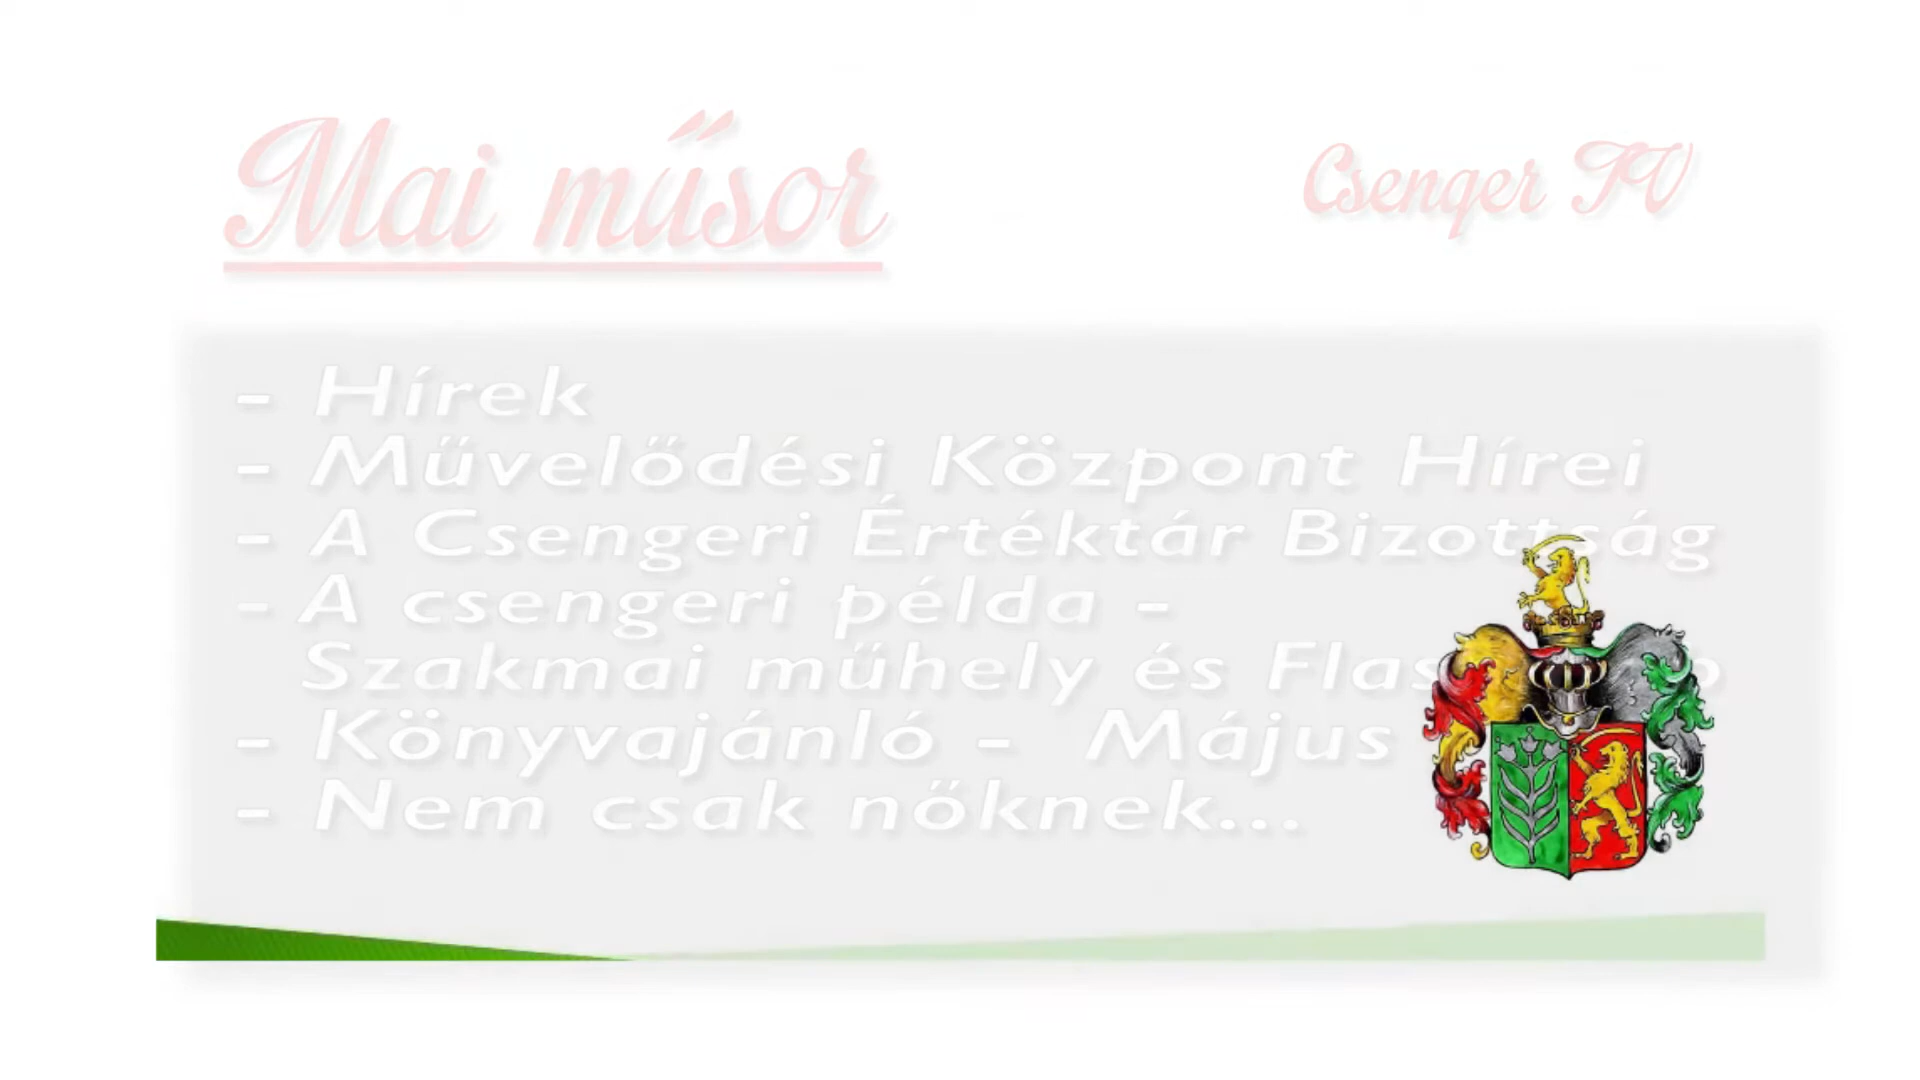 Mai műsor
Csenger TV
- Hírek
- Művelődési Központ Hírei
- A Csengeri Értéktár Bizottság
- A csengeri példa -
Szakmai műhely és
- Könyvajánló - Május
- Nem csak nőknek...